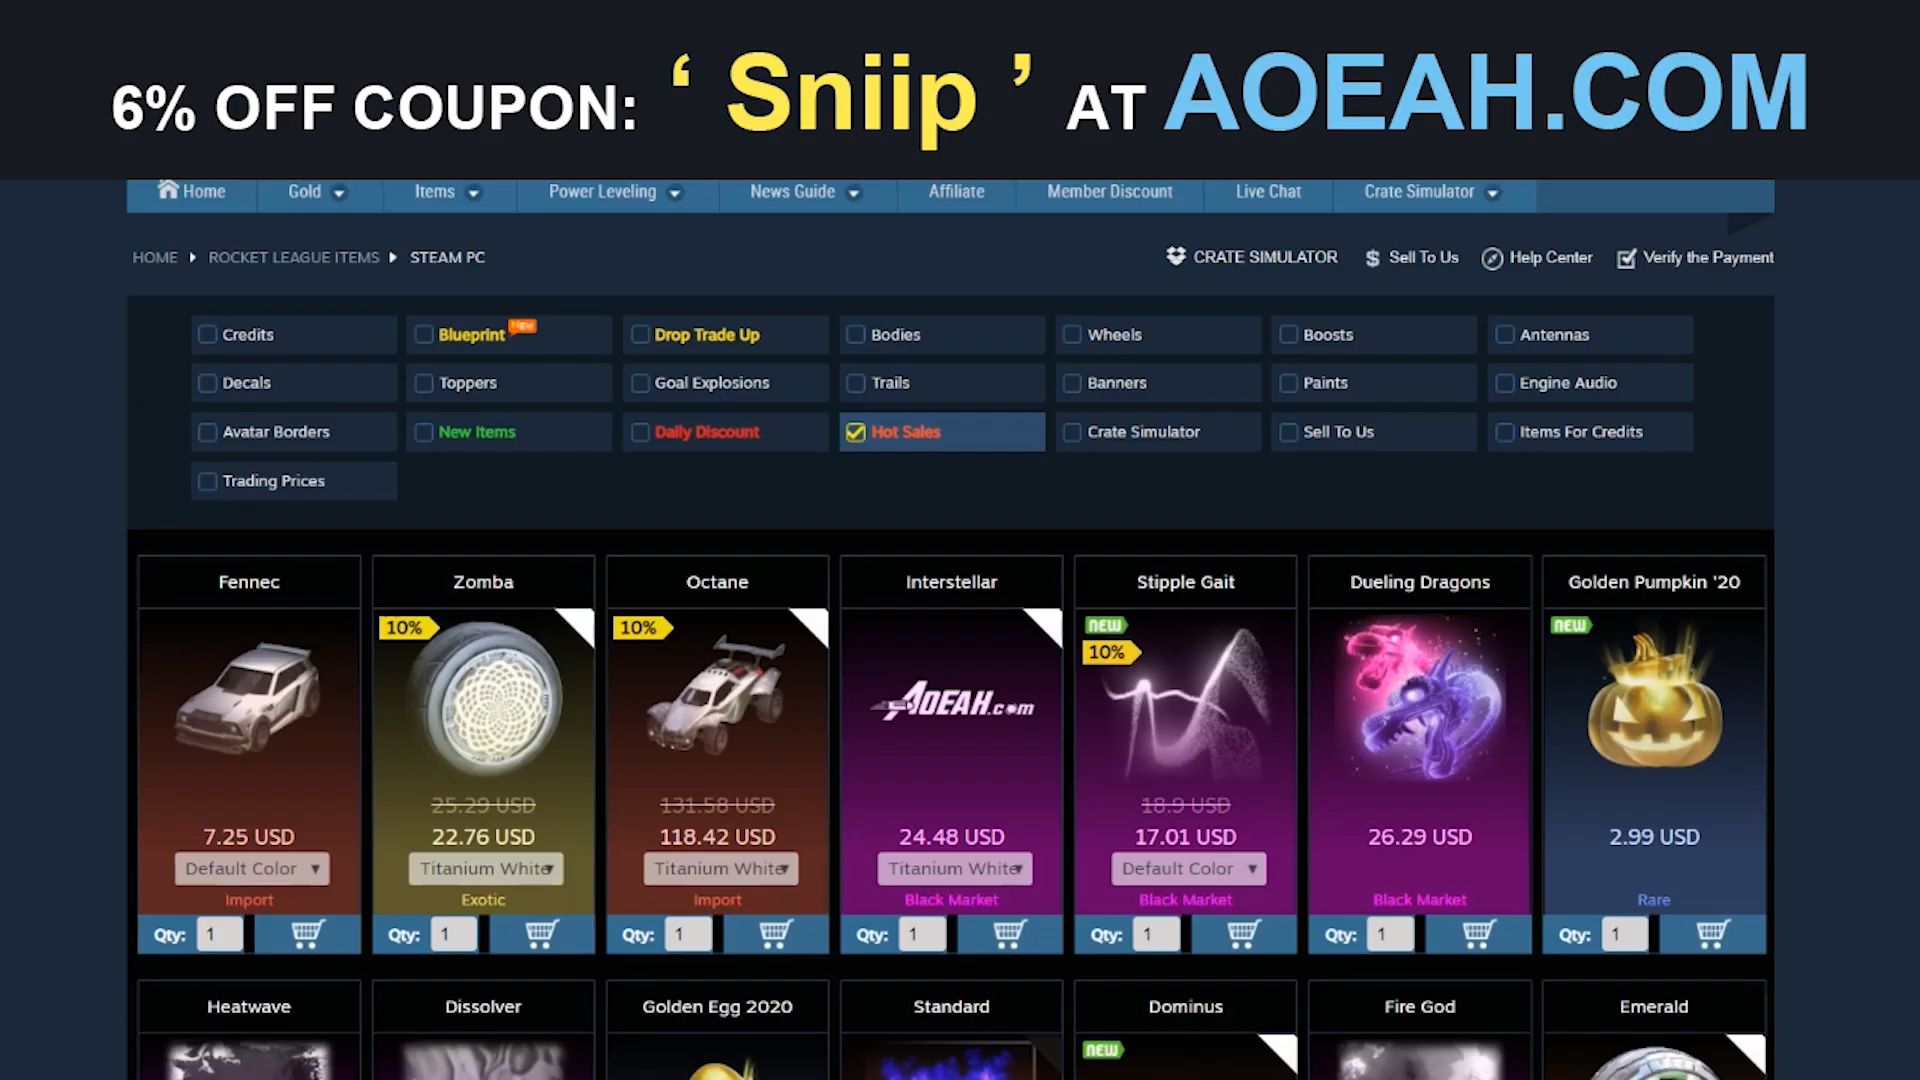 6% OFF COUPON: ‘ Sniip ’ AT AOEAH.COM
Home Gold Items Power Leveling News Guide Affiliate Member Discount Live Chat Crate Simulator
HOME ROCKET LEAGUE ITEMS STEAM PC CRATE SIMULATOR $ Sell To Us Help Center Verify the Payment
Credits Blueprint New Drop Trade Up Bodies Wheels Boosts Antennas
Decals Toppers Goal Explosions Trails Banners Paints Engine Audio
Avatar Borders New Items Daily Discount Hot Sales Crate Simulator Sell To Us Items For Credits
Trading Prices
Fennec Zomba Octane Interstellar Stipple Gait Dueling Dragons Golden Pumpkin '20
10% 10% NEW NEW
10%
AOEAH.com
25.29 USD 131.58 USD 18.9 USD
7.25 USD 22.76 USD 118.42 USD 24.48 USD 17.01 USD 26.29 USD 2.99 USD
Default Color Titanium White Titanium White Titanium White Default Color
Import Exotic Import Black Market Black Market Black Market Rare
Qty: 1 Qty: 1 Qty: 1 Qty: 1 Qty: 1 Qty: 1 Qty: 1
Heatwave Dissolver Golden Egg 2020 Standard Dominus Fire God Emerald
NEW